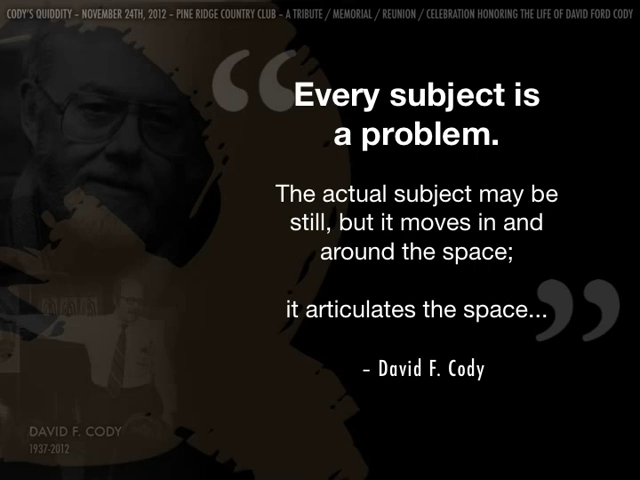 CODY'S QUIDDITY – NOVEMBER 24TH, 2012 – PINE RIDGE COUNTRY CLUB – A TRIBUTE / MEMORIAL / REUNION / CELEBRATION HONORING THE LIFE OF DAVID FORD CODY
“Every subject is
a problem.
The actual subject may be
still, but it moves in and
around the space;
it articulates the space...”
– David F. Cody
DAVID F. CODY
1937-2012